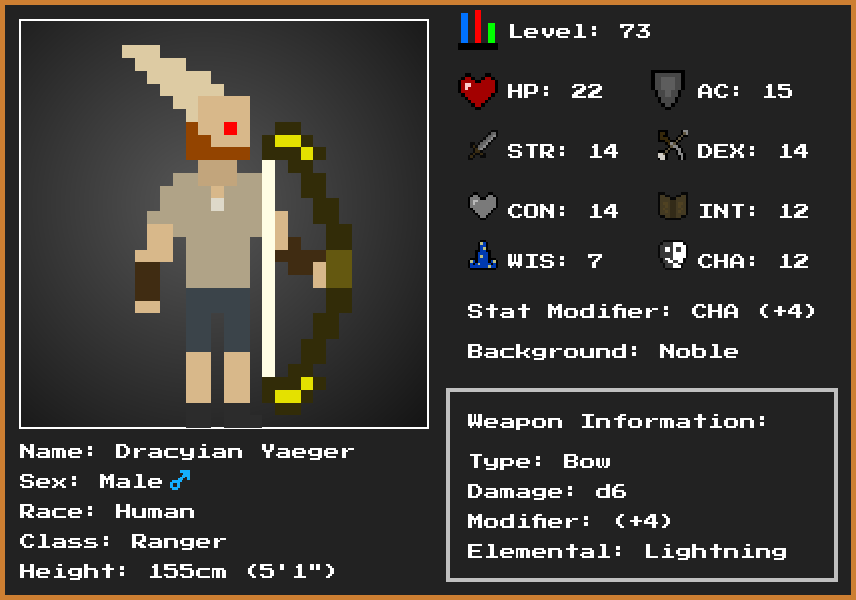 Level: 73
HP: 22
AC: 15
STR: 14
DEX: 14
CON: 14
INT: 12
WIS: 7
CHA: 12
Stat Modifier: CHA (+4)
Background: Noble
Name: Dracyian Yaeger
Sex: Male♂
Race: Human
Class: Ranger
Height: 155cm (5'1")
Weapon Information:
Type: Bow
Damage: d6
Modifier: (+4)
Elemental: Lightning